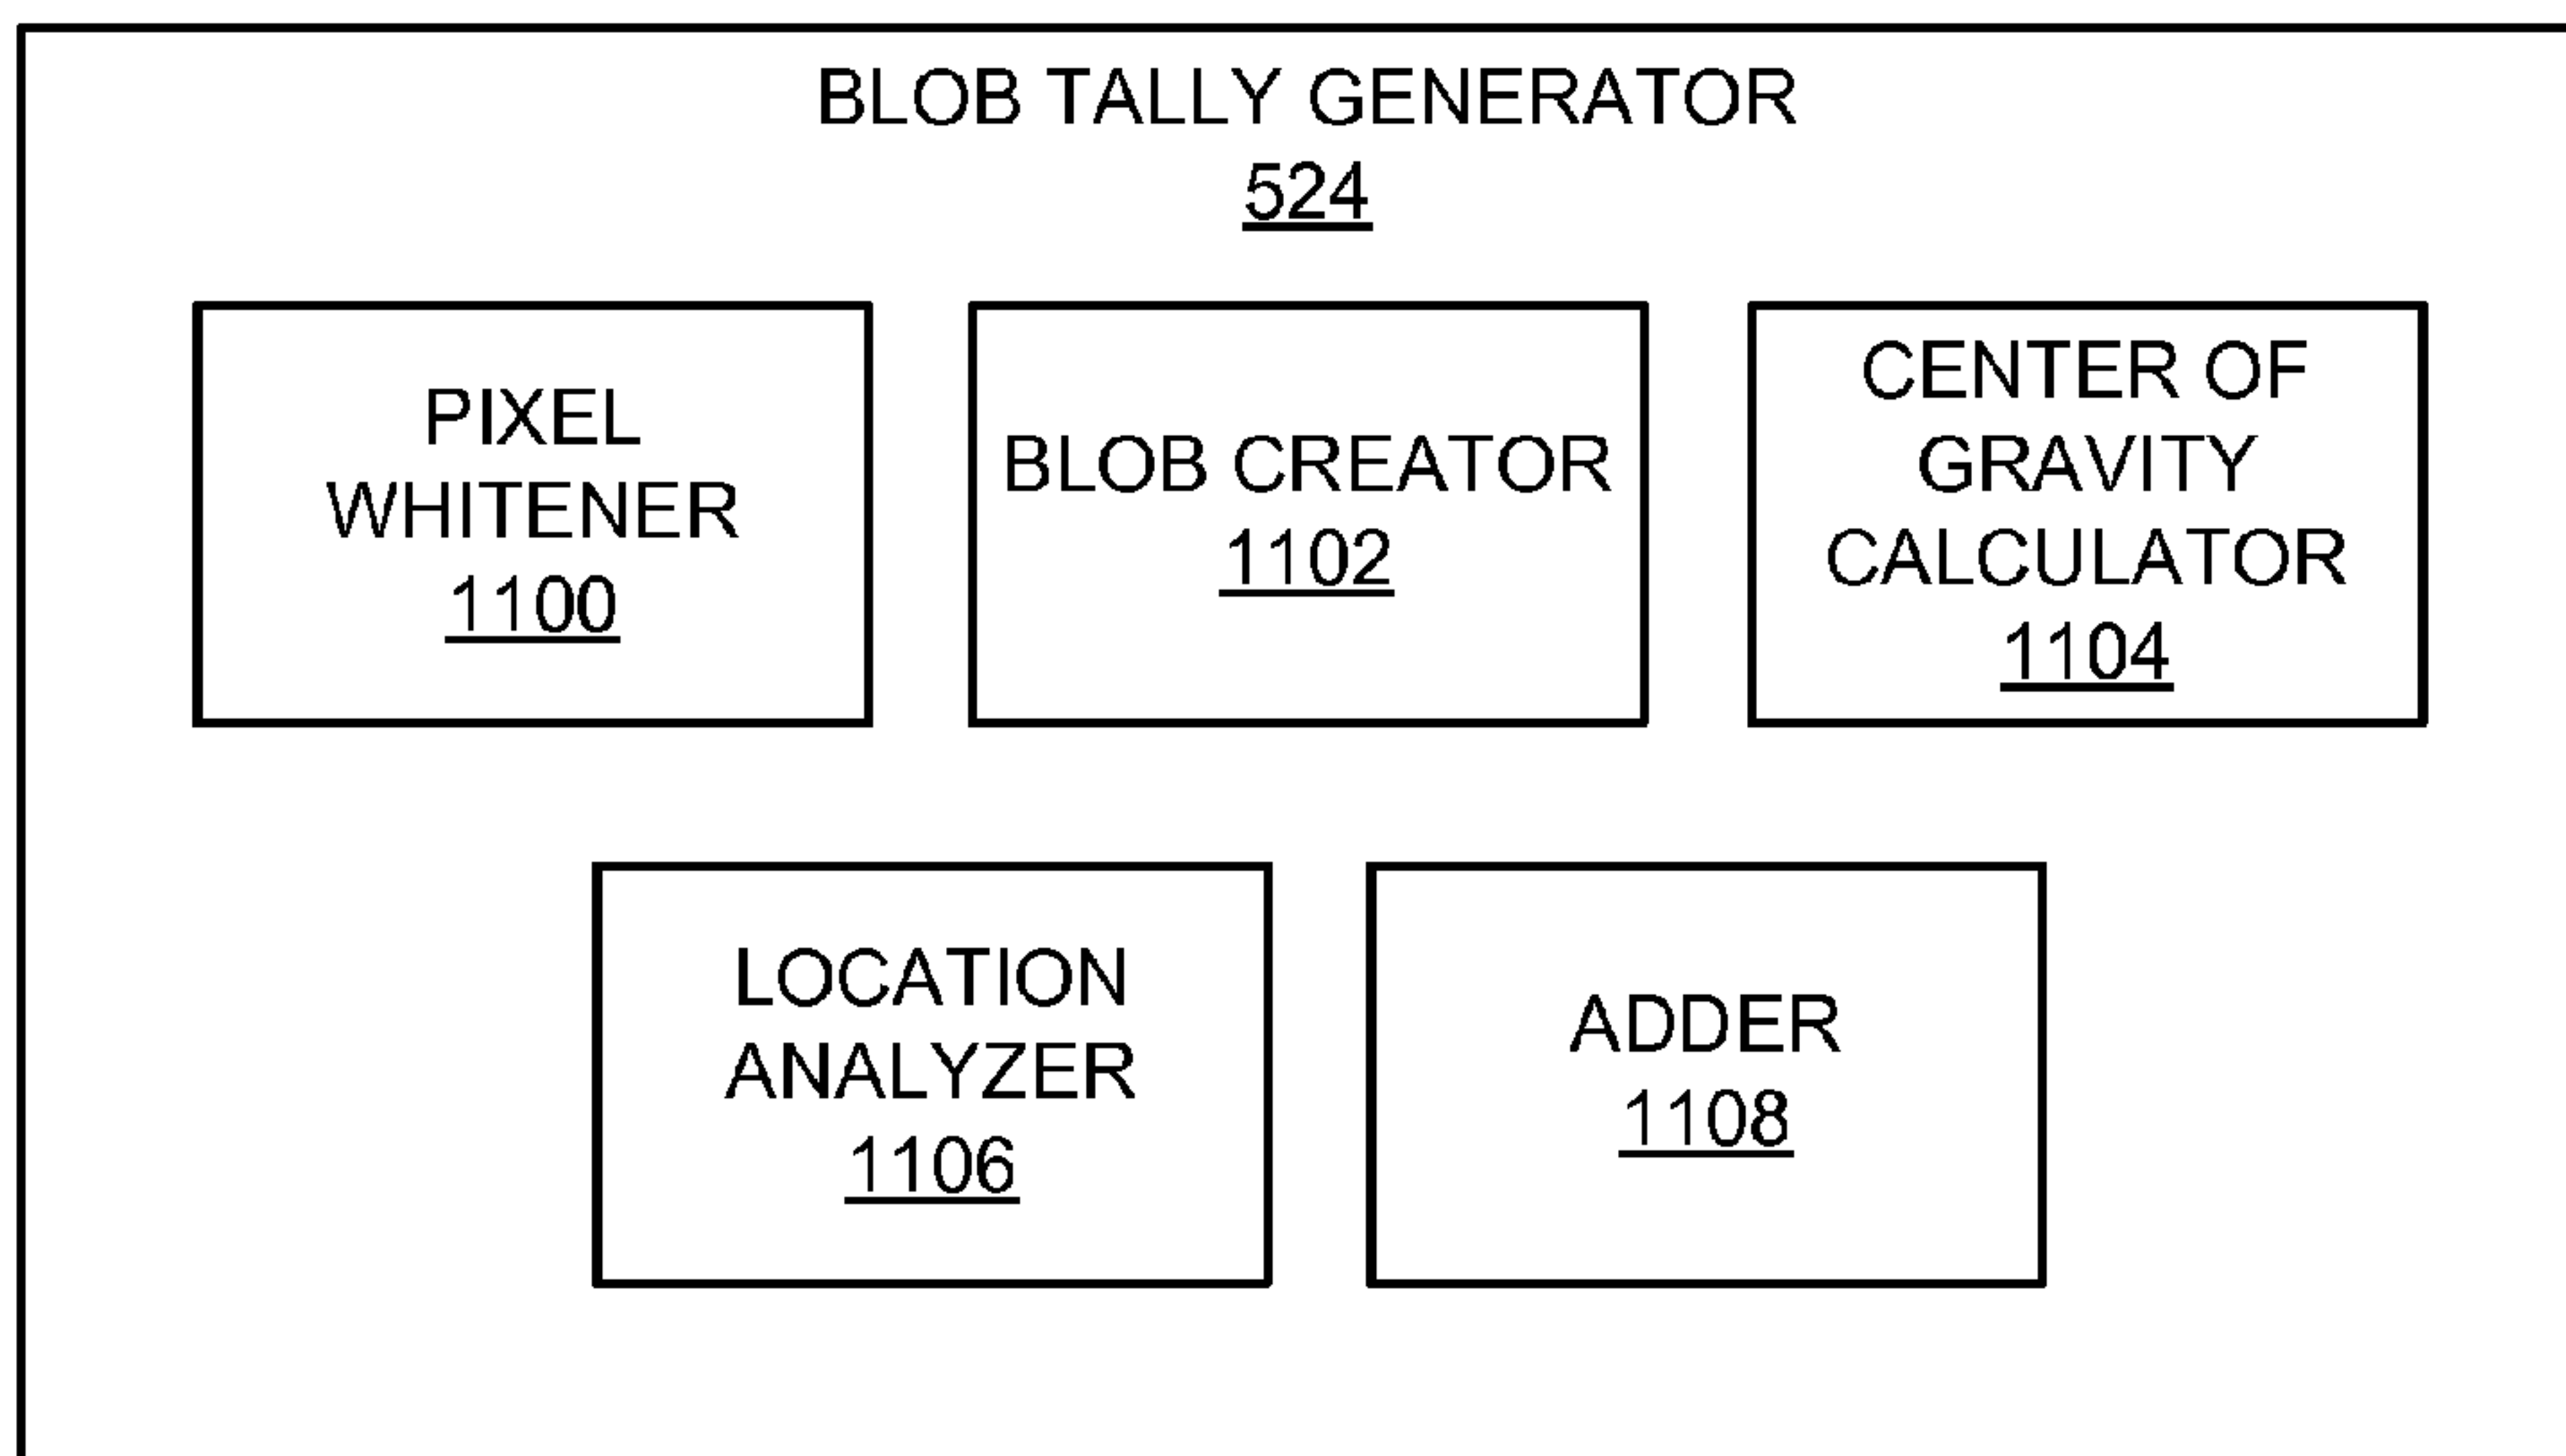 BLOB TALLY GENERATOR
524
PIXEL
WHITENER
1100
BLOB CREATOR
1102
CENTER OF
GRAVITY
CALCULATOR
1104
LOCATION
ANALYZER
1106
ADDER
1108